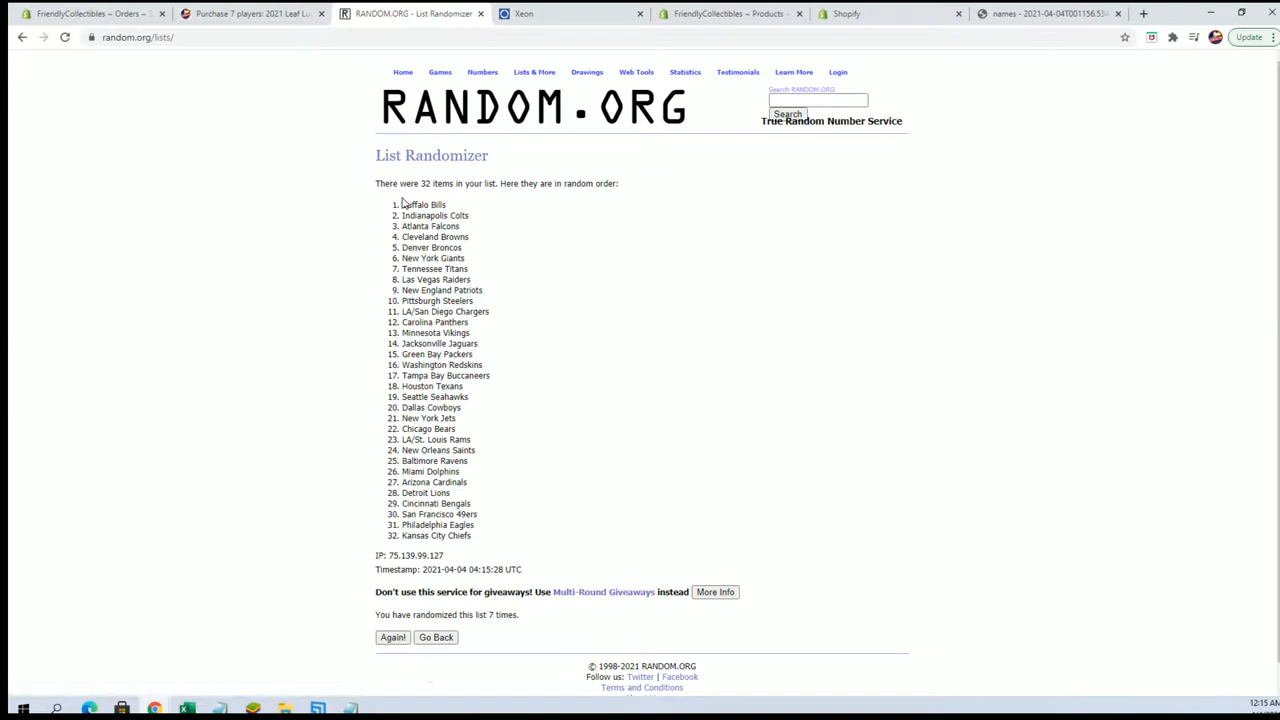 FriendlyCollectibles ~ Orders ~ S
Purchase 7 players: 2021 Leaf Lu
RANDOM.ORG - List Randomizer
Xeon
FriendlyCollectibles ~ Products ~
Shopify
names - 2021-04-04T001156.534
random.org/lists/
Update
Home Games Numbers Lists & More Drawings Web Tools Statistics Testimonials Learn More Login
RANDOM.ORG
Search RANDOM.ORG
Search
True Random Number Service
List Randomizer
There were 32 items in your list. Here they are in random order:
1. Buffalo Bills
2. Indianapolis Colts
3. Atlanta Falcons
4. Cleveland Browns
5. Denver Broncos
6. New York Giants
7. Tennessee Titans
8. Las Vegas Raiders
9. New England Patriots
10. Pittsburgh Steelers
11. LA/San Diego Chargers
12. Carolina Panthers
13. Minnesota Vikings
14. Jacksonville Jaguars
15. Green Bay Packers
16. Washington Redskins
17. Tampa Bay Buccaneers
18. Houston Texans
19. Seattle Seahawks
20. Dallas Cowboys
21. New York Jets
22. Chicago Bears
23. LA/St. Louis Rams
24. New Orleans Saints
25. Baltimore Ravens
26. Miami Dolphins
27. Arizona Cardinals
28. Detroit Lions
29. Cincinnati Bengals
30. San Francisco 49ers
31. Philadelphia Eagles
32. Kansas City Chiefs
IP: 75.139.99.127
Timestamp: 2021-04-04 04:15:28 UTC
Don't use this service for giveaways! Use Multi-Round Giveaways instead More Info
You have randomized this list 7 times.
Again! Go Back
© 1998-2021 RANDOM.ORG
Follow us: Twitter | Facebook
Terms and Conditions
12:15 AM